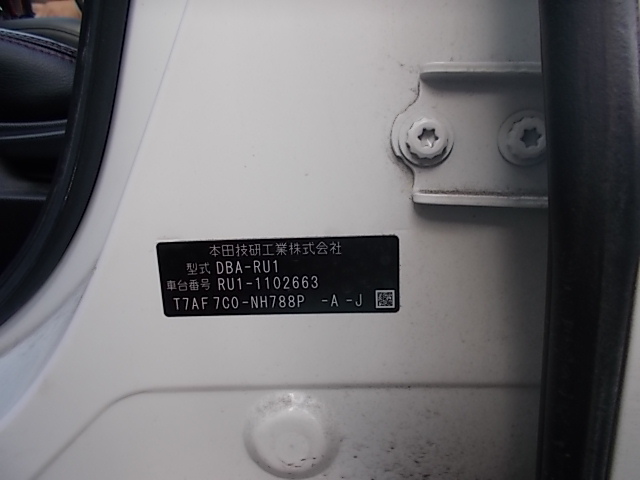 本田技研工業株式会社
型式 DBA-RU1
車台番号 RU1-1102663
T7AF7C0-NH788P -A-J